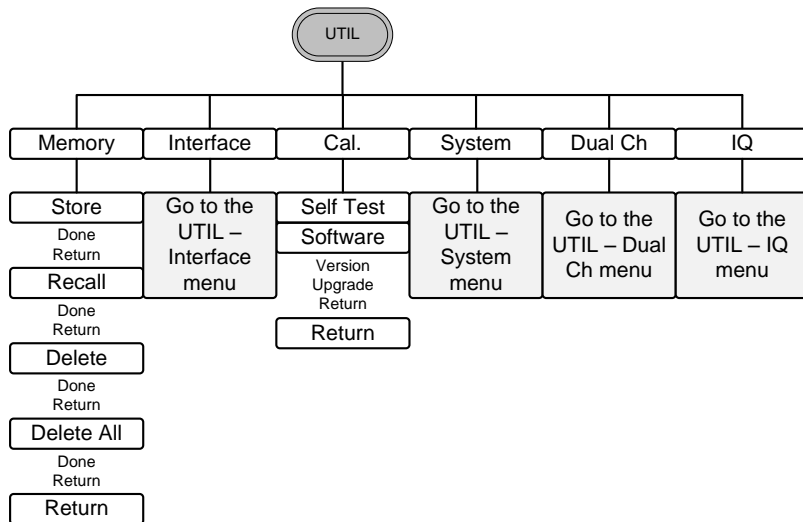 UTIL
Memory
Interface
Cal.
System
Dual Ch
IQ
Store
Done
Return
Recall
Done
Return
Delete
Done
Return
Delete All
Done
Return
Return
Go to the
UTIL –
Interface
menu
Self Test
Software
Version
Upgrade
Return
Return
Go to the
UTIL –
System
menu
Go to the
UTIL – Dual
Ch menu
Go to the
UTIL – IQ
menu